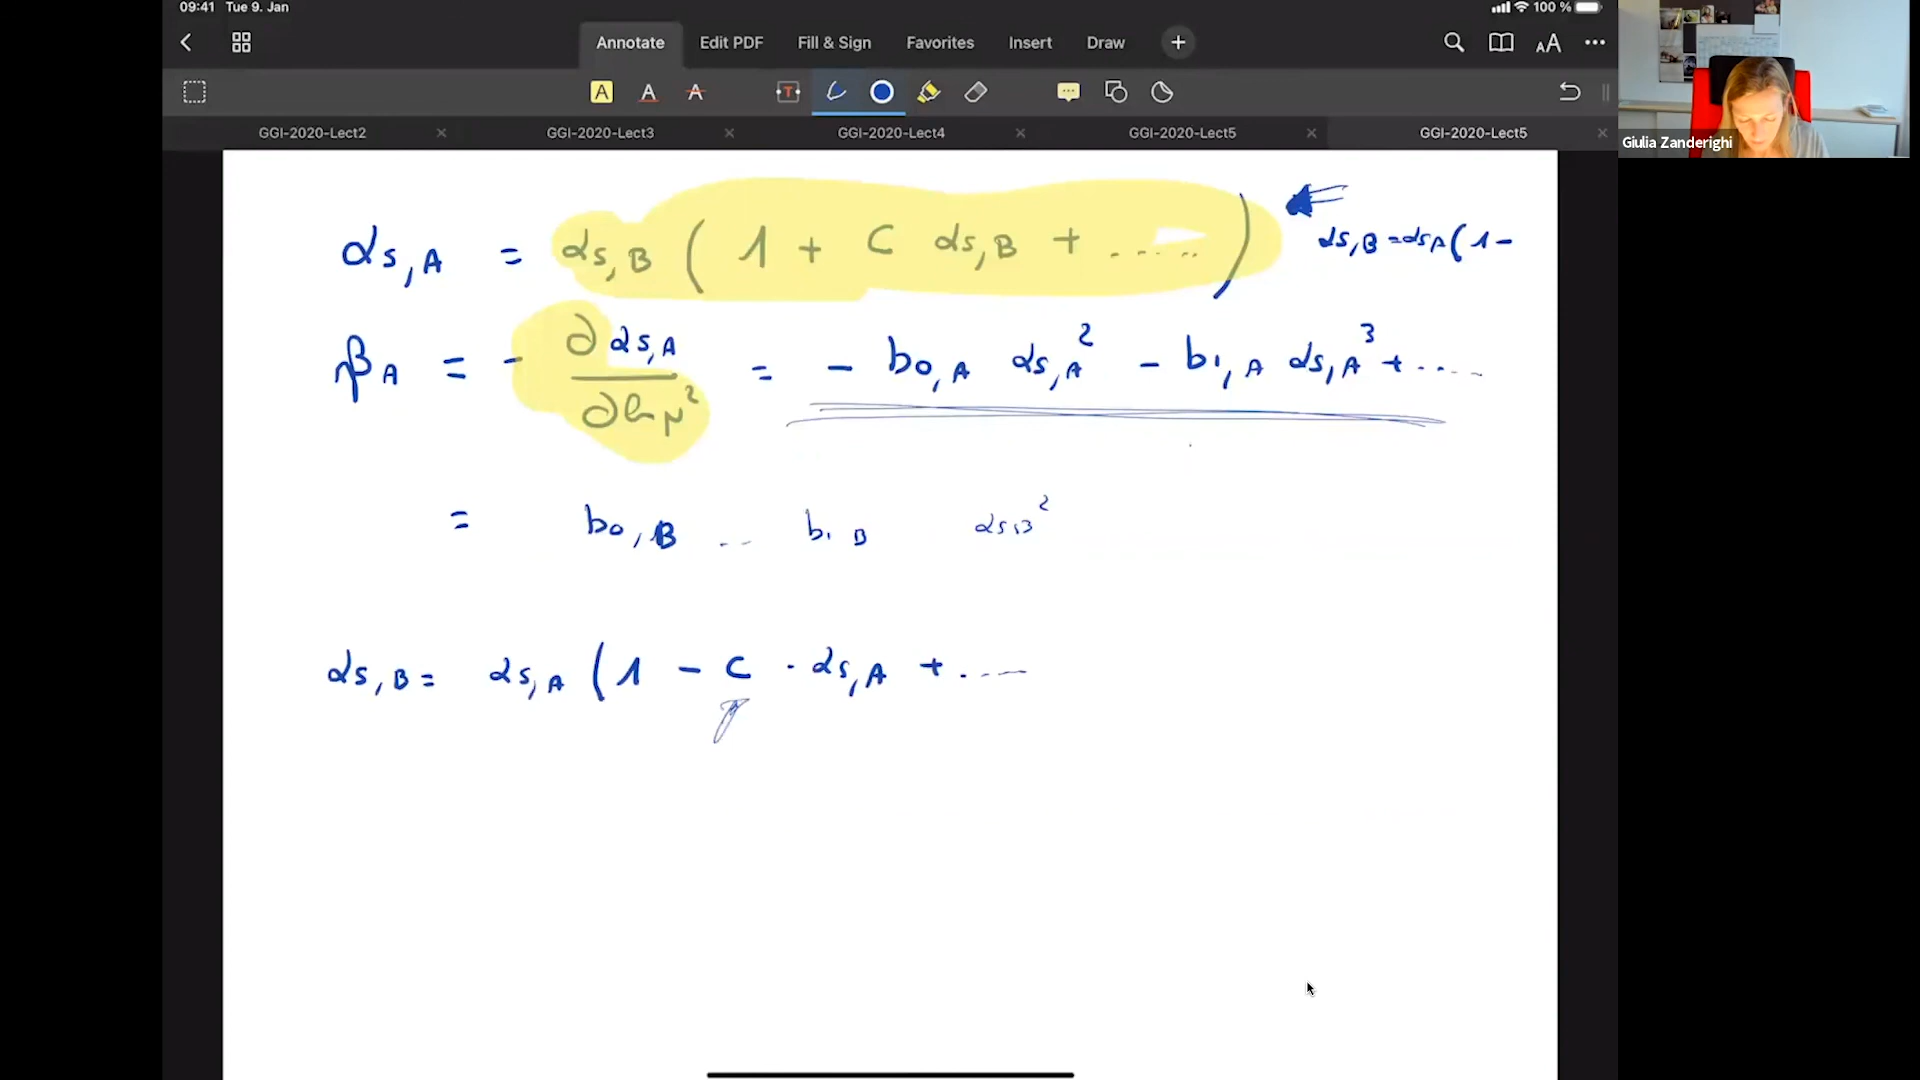 09:41 Tue 9. Jan
100 %
Annotate Edit PDF Fill & Sign Favorites Insert Draw
GGI-2020-Lect2 GGI-2020-Lect3 GGI-2020-Lect4 GGI-2020-Lect5 GGI-2020-Lect5
Giulia Zanderighi
αs,A = αs,B ( 1 + C αs,B + ..... )
αs,B = αsA ( 1 -
βA = - ∂ αs,A / ∂ ln μ² = - b0,A αs,A² - b1,A αs,A³ + ....
= b0,B .. b1 B αs,B²
αs,B = αs,A ( 1 - C · αs,A + .....